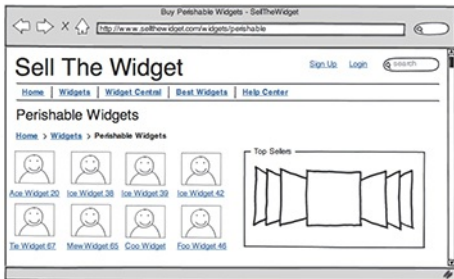 Buy Perishable Widgets - SellTheWidget
http://www.sellthewidget.com/widgets/perishable
Sell The Widget
Sign Up Login search
Home Widgets Widget Central Best Widgets Help Center
Perishable Widgets
Home > Widgets > Perishable Widgets
Top Sellers
Ace Widget 20 Ice Widget 38 Ice Widget 39 Ice Widget 42
Tie Widget 67 Mew Widget 65 Coo Widget Foo Widget 46